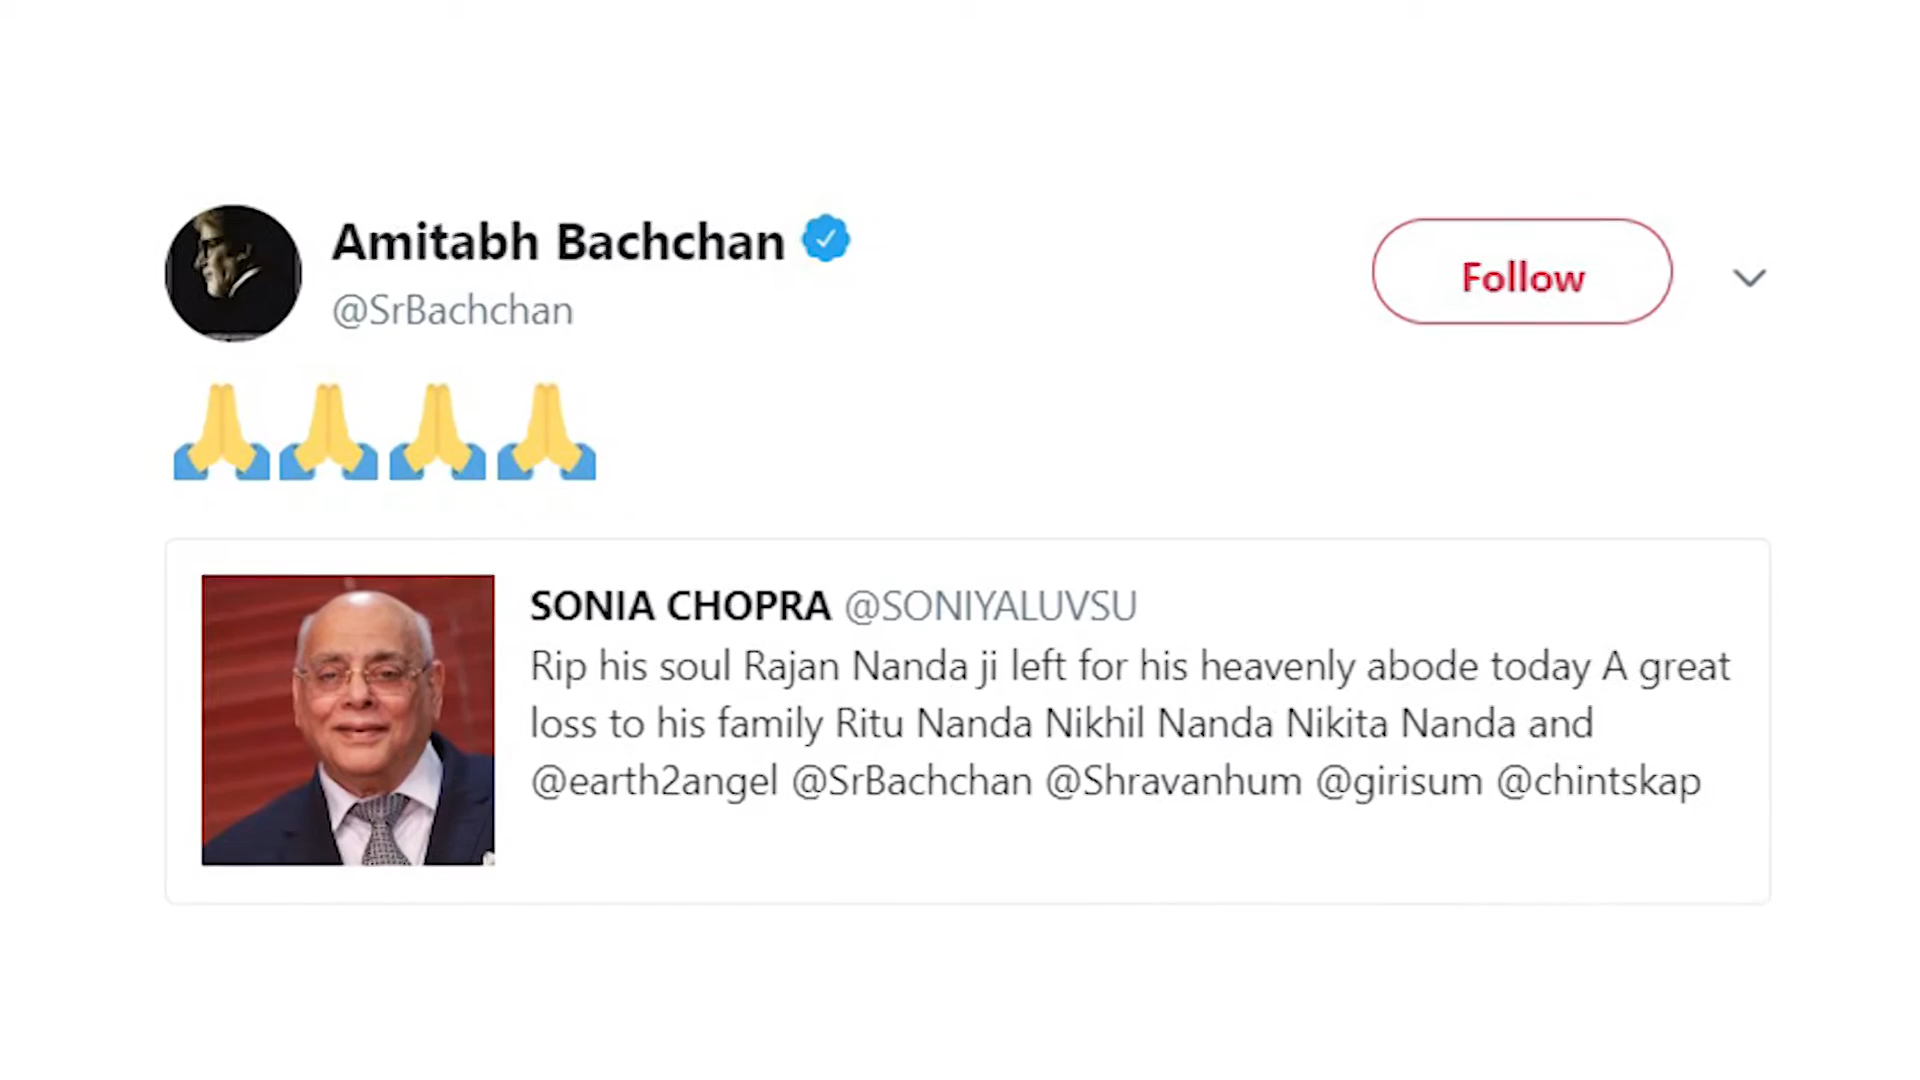 Amitabh Bachchan
@SrBachchan
Follow
🙏🙏🙏🙏
SONIA CHOPRA @SONIYALUVSU
Rip his soul Rajan Nanda ji left for his heavenly abode today A great
loss to his family Ritu Nanda Nikhil Nanda Nikita Nanda and
@earth2angel @SrBachchan @Shravanhum @girisum @chintskap